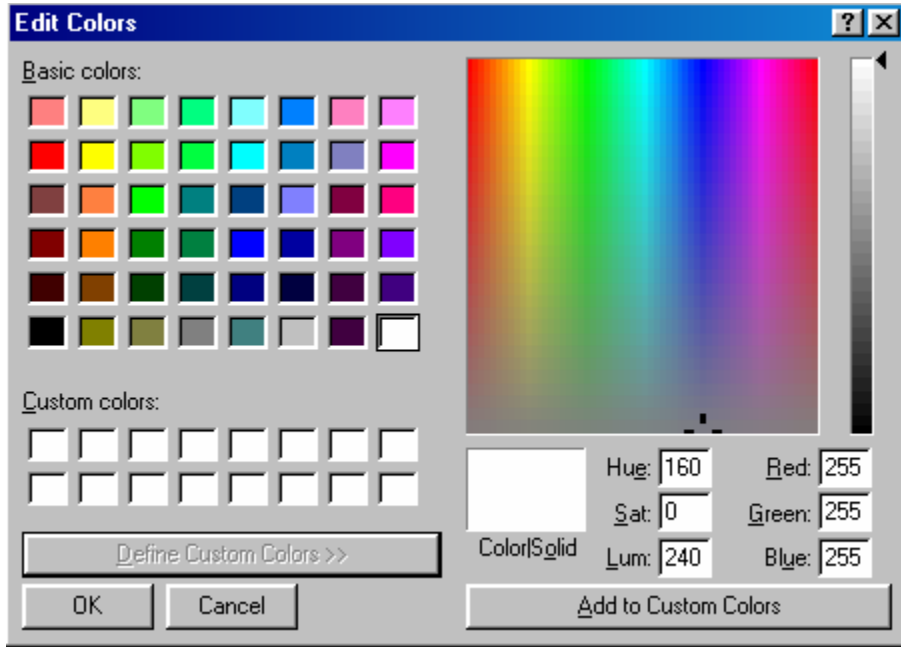 Edit Colors
Basic colors:
Custom colors:
Define Custom Colors >>
OK Cancel
Hue: 160 Red: 255
Sat: 0 Green: 255
Color|Solid
Lum: 240 Blue: 255
Add to Custom Colors